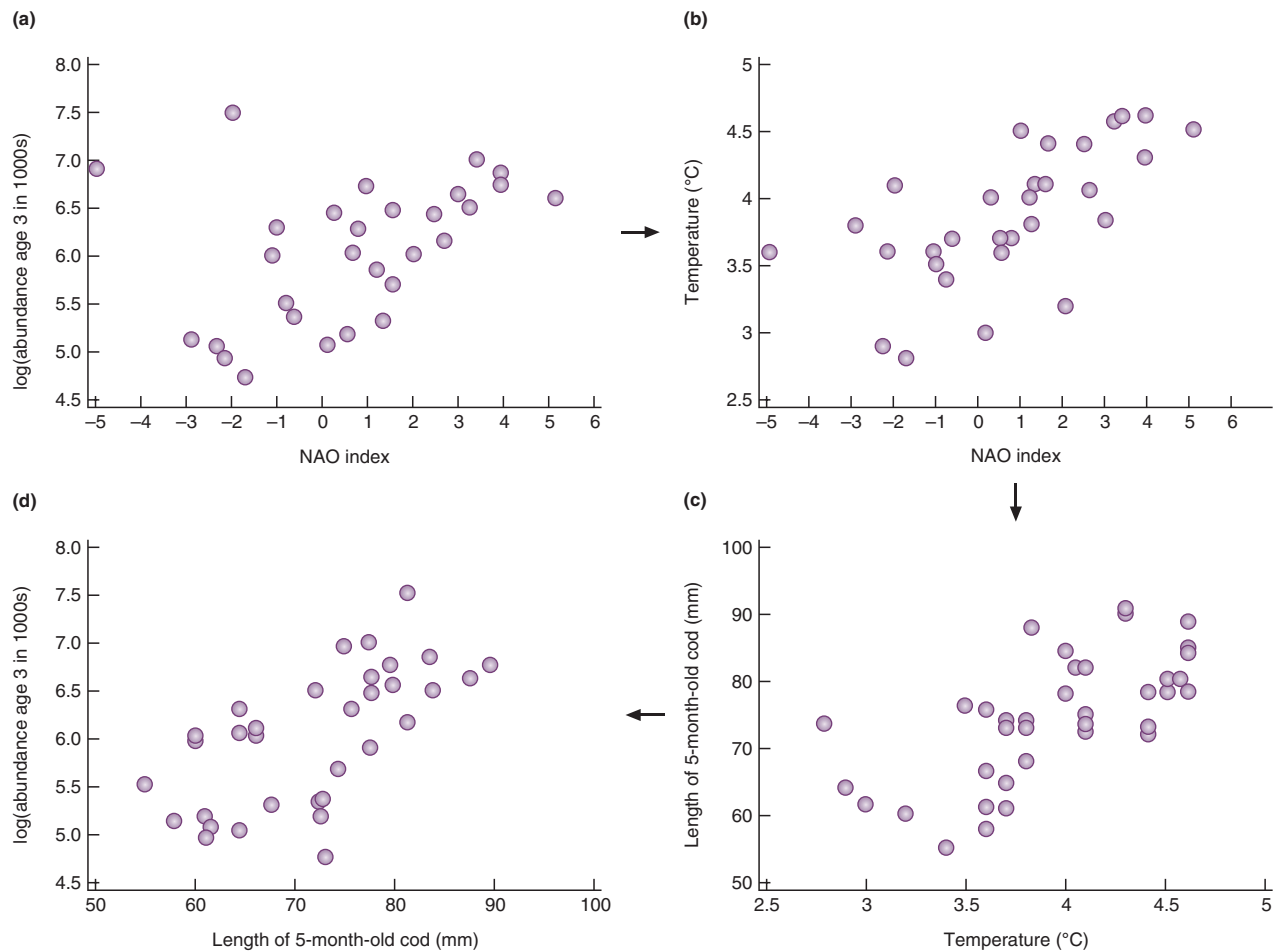 (a)
8.0
7.5
7.0
6.5
6.0
5.5
5.0
4.5
log(abundance age 3 in 1000s)
–5 –4 –3 –2 –1 0 1 2 3 4 5 6
NAO index
(b)
5
4.5
4
3.5
3
2.5
Temperature (°C)
–5 –4 –3 –2 –1 0 1 2 3 4 5 6
NAO index
(d)
8.0
7.5
7.0
6.5
6.0
5.5
5.0
4.5
log(abundance age 3 in 1000s)
50 60 70 80 90 100
Length of 5-month-old cod (mm)
(c)
100
90
80
70
60
50
Length of 5-month-old cod (mm)
2.5 3 3.5 4 4.5 5
Temperature (°C)